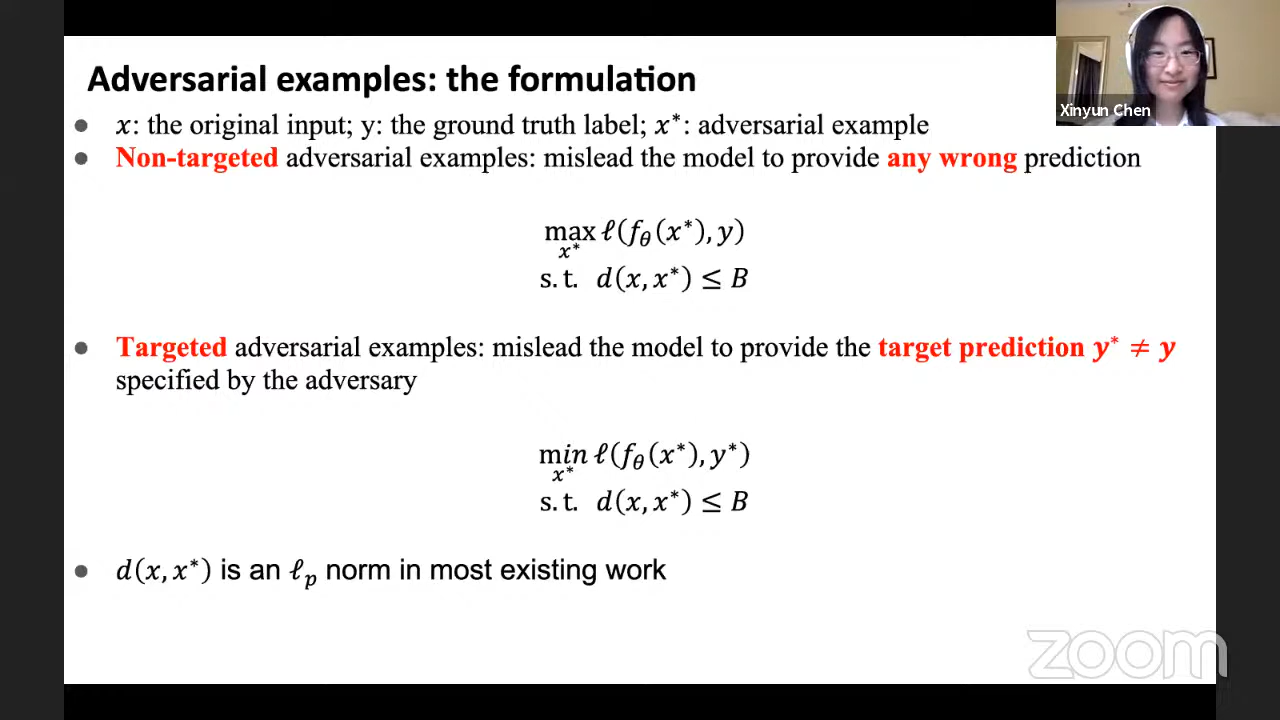 Adversarial examples: the formulation
Xinyun Chen
● x: the original input; y: the ground truth label; x*: adversarial example
● Non-targeted adversarial examples: mislead the model to provide any wrong prediction
max ℓ(f_θ(x*), y)
x*
s.t. d(x, x*) ≤ B
● Targeted adversarial examples: mislead the model to provide the target prediction y* ≠ y
specified by the adversary
min ℓ(f_θ(x*), y*)
x*
s.t. d(x, x*) ≤ B
● d(x, x*) is an ℓ_p norm in most existing work
zoom